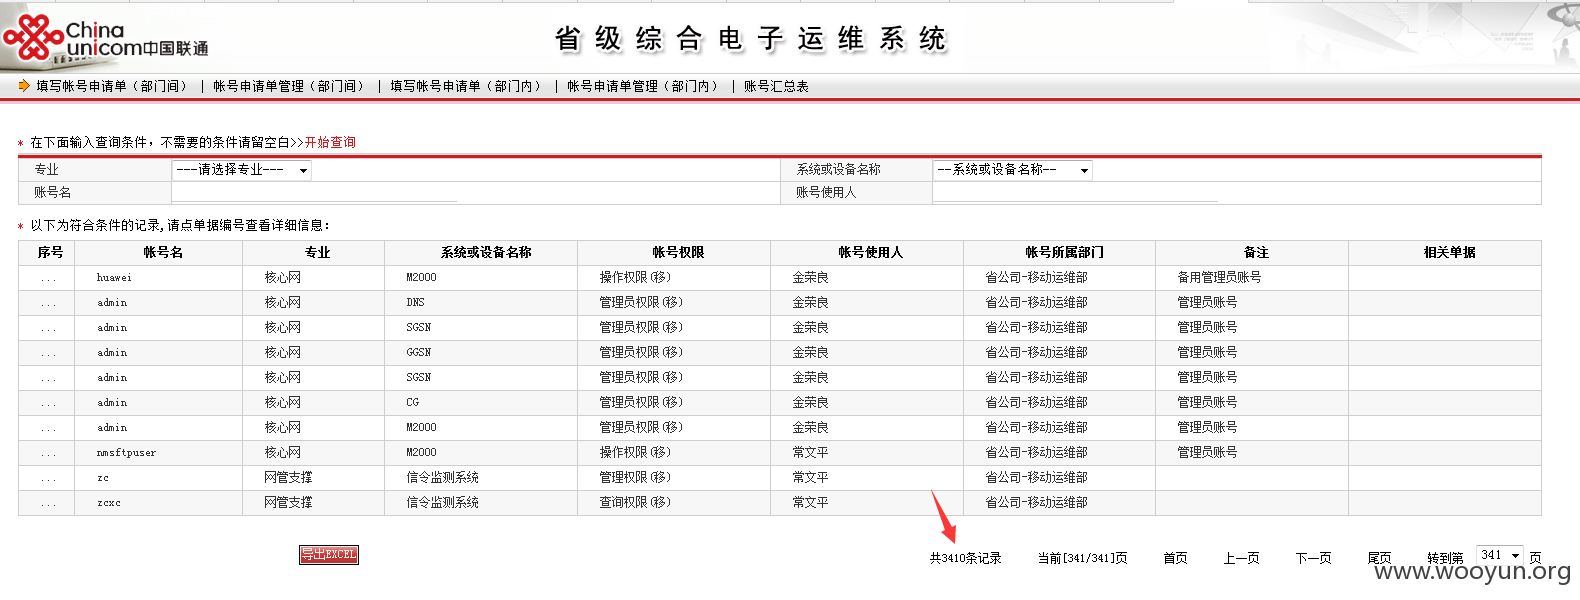 China unicom中国联通
省级综合电子运维系统
填写帐号申请单（部门间） | 帐号申请单管理（部门间） | 填写帐号申请单（部门内） | 帐号申请单管理（部门内） | 账号汇总表
* 在下面输入查询条件，不需要的条件请留空白>>开始查询
专业 ---请选择专业--- 系统或设备名称 --系统或设备名称--
账号名 账号使用人
* 以下为符合条件的记录,请点单据编号查看详细信息：
序号 帐号名 专业 系统或设备名称 帐号权限 帐号使用人 帐号所属部门 备注 相关单据
... huawei 核心网 M2000 操作权限(移) 金荣良 省公司-移动运维部 备用管理员账号
... admin 核心网 DNS 管理员权限(移) 金荣良 省公司-移动运维部 管理员账号
... admin 核心网 SGSN 管理员权限(移) 金荣良 省公司-移动运维部 管理员账号
... admin 核心网 GGSN 管理员权限(移) 金荣良 省公司-移动运维部 管理员账号
... admin 核心网 SGSN 管理员权限(移) 金荣良 省公司-移动运维部 管理员账号
... admin 核心网 CG 管理员权限(移) 金荣良 省公司-移动运维部 管理员账号
... admin 核心网 M2000 管理员权限(移) 金荣良 省公司-移动运维部 管理员账号
... nmsftpuser 核心网 M2000 操作权限(移) 常文平 省公司-移动运维部 管理员账号
... zc 网管支撑 信令监测系统 管理权限(移) 常文平 省公司-移动运维部
... zcxc 网管支撑 信令监测系统 查询权限(移) 常文平 省公司-移动运维部
导出EXCEL 共3410条记录 当前[341/341]页 首页 上一页 下一页 尾页 转到第 341 页
www.wooyun.org